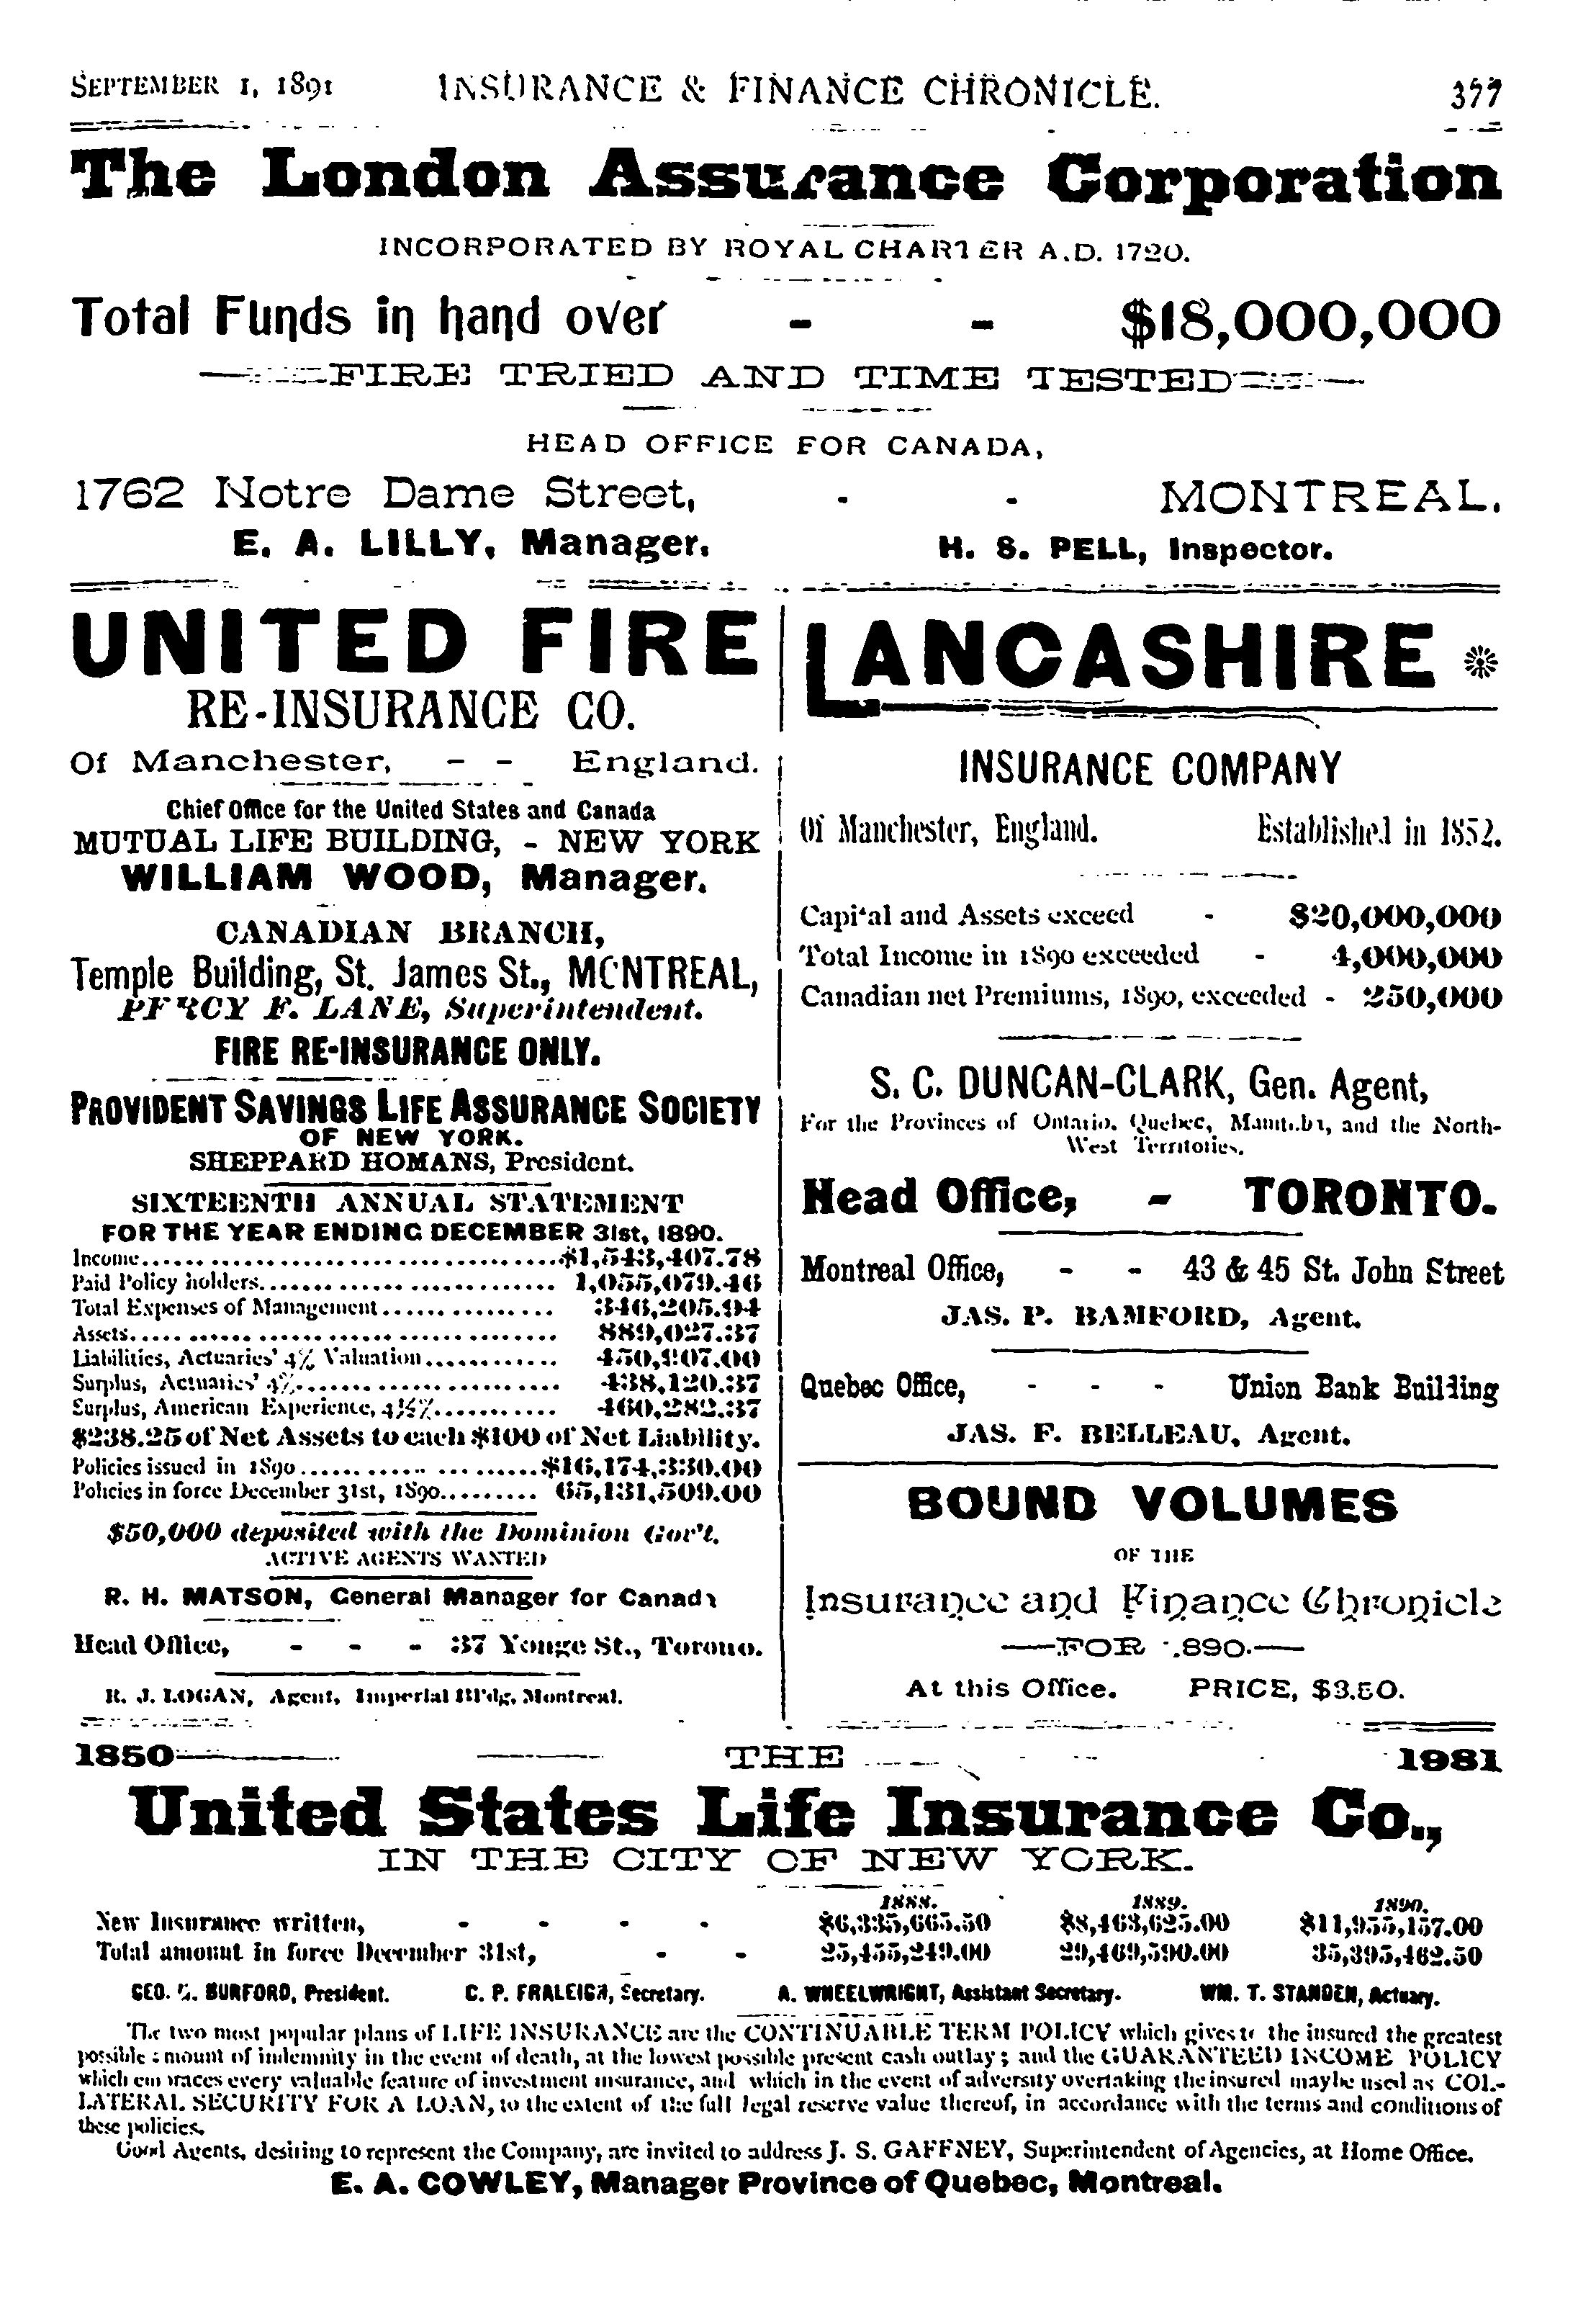 SEPTEMBER 1, 1891 INSURANCE & FINANCE CHRONICLE. 377
The London Assurance Corporation
INCORPORATED BY ROYAL CHARTER A.D. 1720.
Total Funds in hand over - - $18,000,000
FIRE TRIED AND TIME TESTED
HEAD OFFICE FOR CANADA,
1762 Notre Dame Street, - - MONTREAL.
E. A. LILLY, Manager. H. S. PELL, Inspector.
UNITED FIRE
RE-INSURANCE CO.
Of Manchester, - - England.
Chief Office for the United States and Canada
MUTUAL LIFE BUILDING, - NEW YORK
WILLIAM WOOD, Manager.
CANADIAN BRANCH,
Temple Building, St. James St., MONTREAL,
PERCY F. LANE, Superintendent.
FIRE RE-INSURANCE ONLY.
PROVIDENT SAVINGS LIFE ASSURANCE SOCIETY
OF NEW YORK.
SHEPPARD HOMANS, President.
SIXTEENTH ANNUAL STATEMENT
FOR THE YEAR ENDING DECEMBER 31st, 1890.
Income........ $1,543,407.78
Paid Policy holders........ 1,055,079.46
Total Expenses of Management........ 346,205.94
Assets........ 889,027.37
Liabilities, Actuaries' 4% Valuation........ 450,907.00
Surplus, Actuaries' 4%........ 438,120.37
Surplus, American Experience, 4½%........ 460,282.37
$238.25 of Net Assets to each $100 of Net Liability.
Policies issued in 1890........ $16,174,330.00
Policies in force December 31st, 1890........ 65,131,509.00
$50,000 deposited with the Dominion Gov't.
ACTIVE AGENTS WANTED
R. H. MATSON, General Manager for Canada
Head Office, - - - 37 Yonge St., Toronto.
R. J. LOGAN, Agent, Imperial Bl'dg, Montreal.
LANCASHIRE
INSURANCE COMPANY
Of Manchester, England. Established in 1852.
Capital and Assets exceed - $20,000,000
Total Income in 1890 exceeded - 4,000,000
Canadian net Premiums, 1890, exceeded - 250,000
S. C. DUNCAN-CLARK, Gen. Agent,
For the Provinces of Ontario, Quebec, Manitoba, and the North-
West Territories.
Head Office, - TORONTO.
Montreal Office, - - 43 & 45 St. John Street
JAS. P. BAMFORD, Agent.
Quebec Office, - - - Union Bank Building
JAS. F. BELLEAU, Agent.
BOUND VOLUMES
OF THE
Insurance and Finance Chronicle
FOR 1890.
At this Office. PRICE, $3.50.
1850 THE 1981
United States Life Insurance Co.,
IN THE CITY OF NEW YORK.
1888. 1889. 1890.
New Insurance written, - - - - $6,335,665.50 $8,463,625.00 $11,955,157.00
Total amount in force December 31st, - - 25,455,249.00 29,469,590.00 35,395,462.50
GEO. H. BURFORD, President. C. P. FRALEIGH, Secretary. A. WHEELWRIGHT, Assistant Secretary. WM. T. STANDEN, Actuary.
The two most popular plans of LIFE INSURANCE are the CONTINUABLE TERM POLICY which gives to the insured the greatest
possible amount of indemnity in the event of death, at the lowest possible present cash outlay; and the GUARANTEED INCOME POLICY
which embraces every valuable feature of investment insurance, and which in the event of adversity overtaking the insured may be used as COL-
LATERAL SECURITY FOR A LOAN, to the extent of the full legal reserve value thereof, in accordance with the terms and conditions of
these policies.
Good Agents, desiring to represent the Company, are invited to address J. S. GAFFNEY, Superintendent of Agencies, at Home Office.
E. A. COWLEY, Manager Province of Quebec, Montreal.